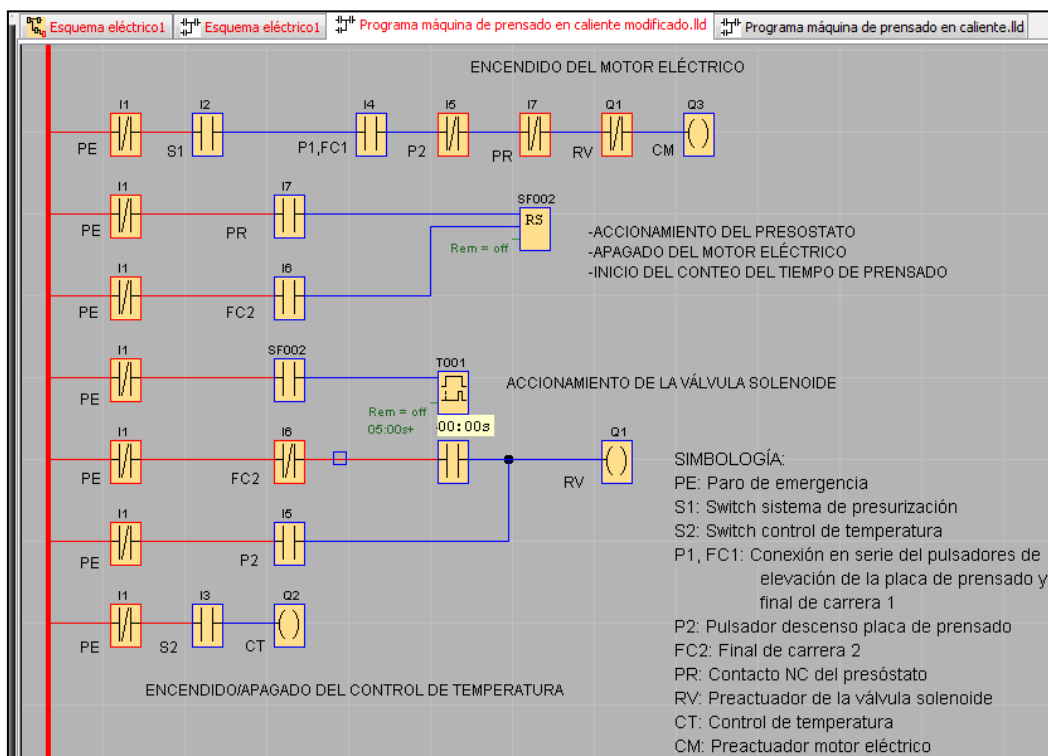 Esquema eléctrico1 Esquema eléctrico1 Programa máquina de prensado en caliente modificado.lld Programa máquina de prensado en caliente.lld
ENCENDIDO DEL MOTOR ELÉCTRICO
I1 I2 I4 I5 I7 Q1 Q3
PE S1 P1,FC1 P2 PR RV CM
I1 I7 SF002
RS
PE PR
Rem = off
-ACCIONAMIENTO DEL PRESOSTATO
-APAGADO DEL MOTOR ELÉCTRICO
-INICIO DEL CONTEO DEL TIEMPO DE PRENSADO
I1 I6
PE FC2
I1 SF002 T001
PE
ACCIONAMIENTO DE LA VÁLVULA SOLENOIDE
Rem = off
05:00s+
00:00s
I1 I6 Q1
PE FC2 RV
I1 I5
PE P2
I1 I3 Q2
PE S2 CT
ENCENDIDO/APAGADO DEL CONTROL DE TEMPERATURA
SIMBOLOGÍA:
PE: Paro de emergencia
S1: Switch sistema de presurización
S2: Switch control de temperatura
P1, FC1: Conexión en serie del pulsadores de
elevación de la placa de prensado y
final de carrera 1
P2: Pulsador descenso placa de prensado
FC2: Final de carrera 2
PR: Contacto NC del presóstato
RV: Preactuador de la válvula solenoide
CT: Control de temperatura
CM: Preactuador motor eléctrico